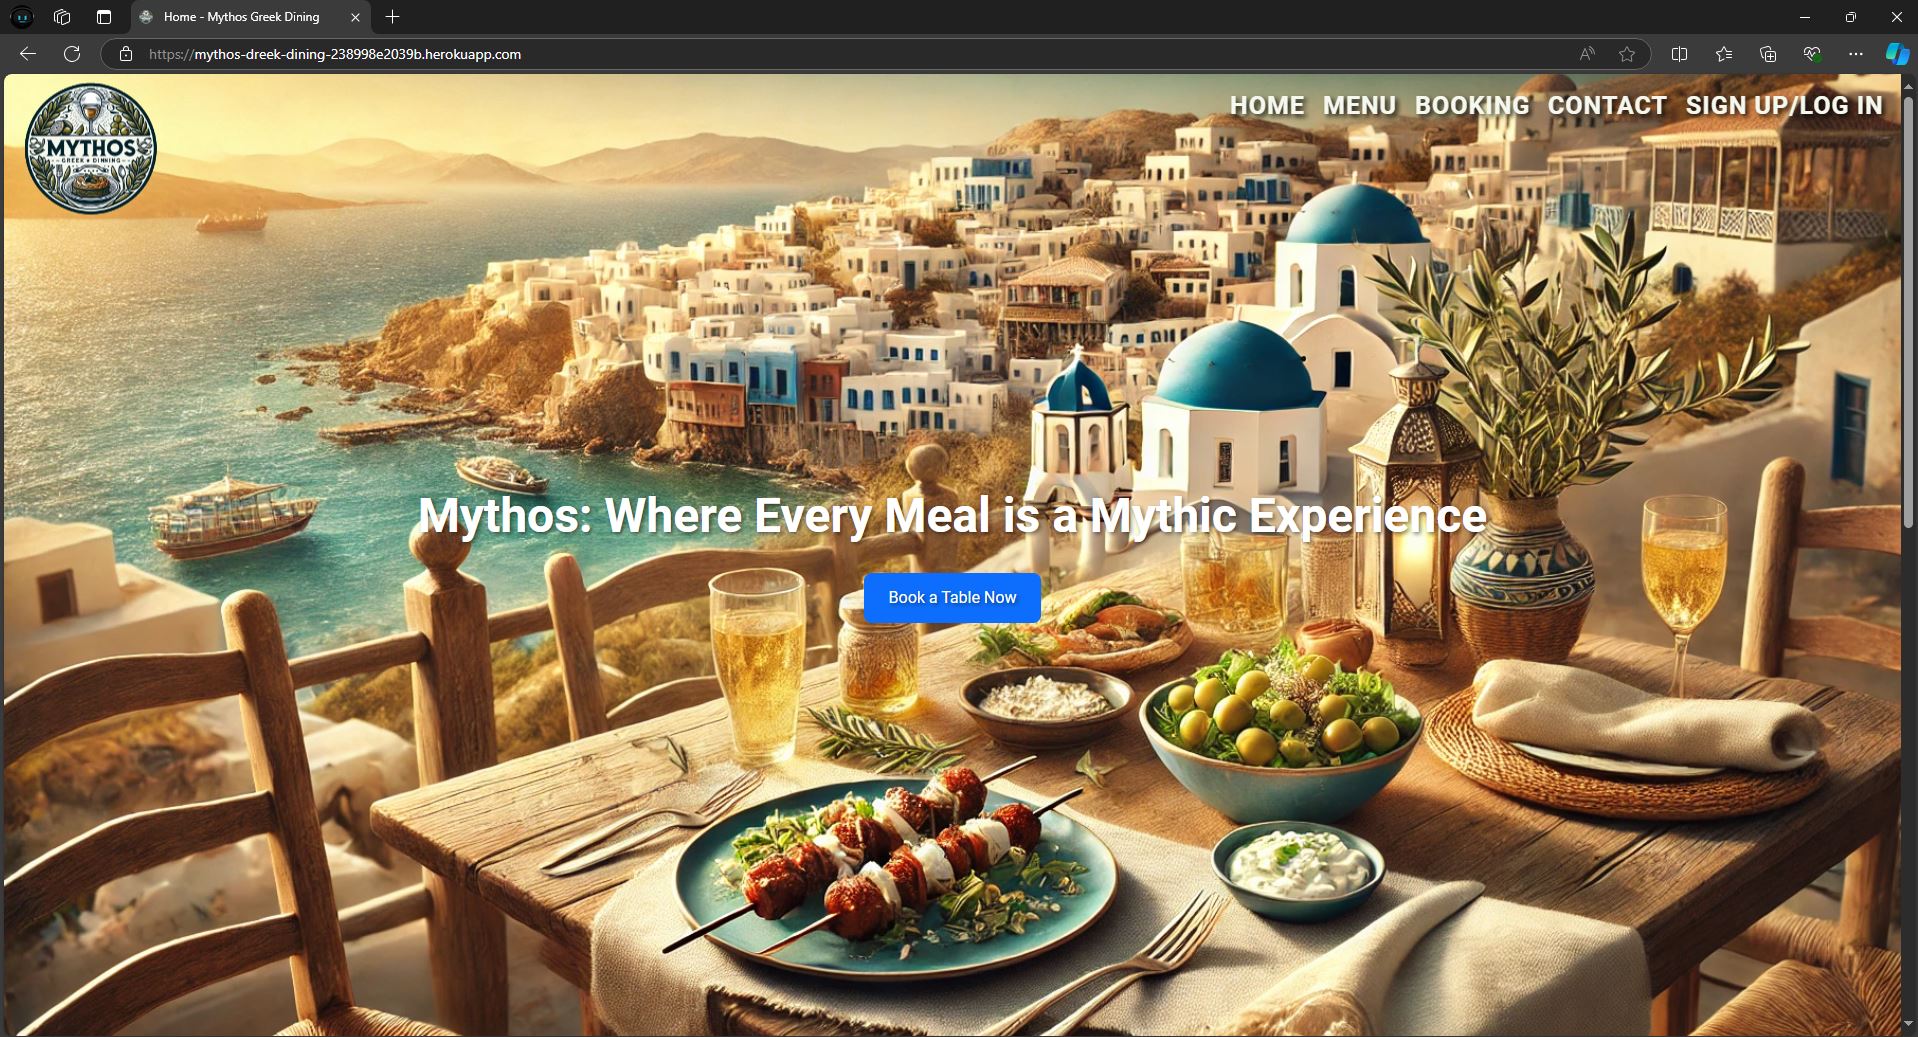 Home - Mythos Greek Dining
https://mythos-dreek-dining-238998e2039b.herokuapp.com
MYTHOS
GREEK DINNING
HOME MENU BOOKING CONTACT SIGN UP/LOG IN
Mythos: Where Every Meal is a Mythic Experience
Book a Table Now